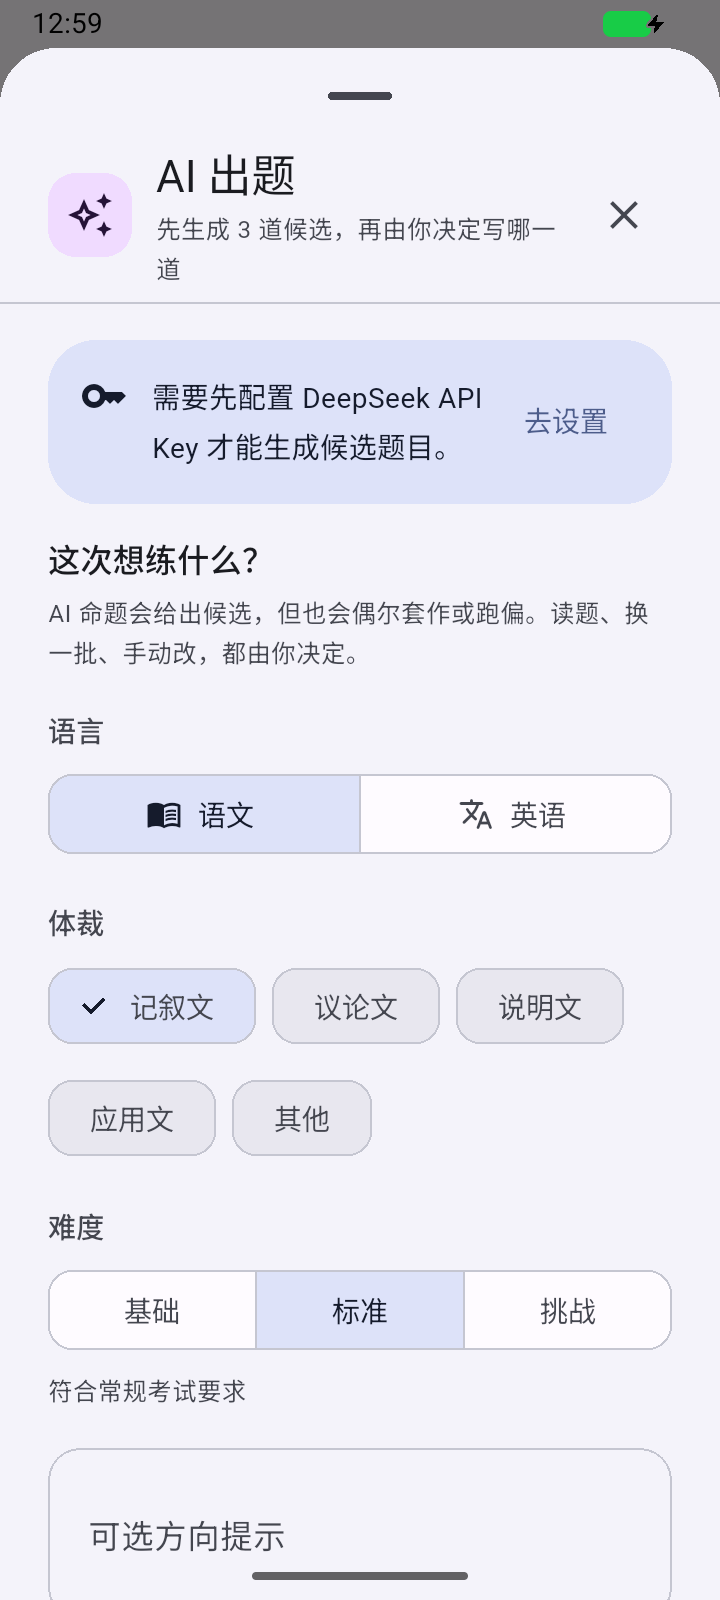 12:59
AI 出题
先生成 3 道候选，再由你决定写哪一
道
需要先配置 DeepSeek API
Key 才能生成候选题目。
去设置
这次想练什么？
AI 命题会给出候选，但也会偶尔套作或跑偏。读题、换
一批、手动改，都由你决定。
语言
语文
英语
体裁
记叙文
议论文
说明文
应用文
其他
难度
基础
标准
挑战
符合常规考试要求
可选方向提示